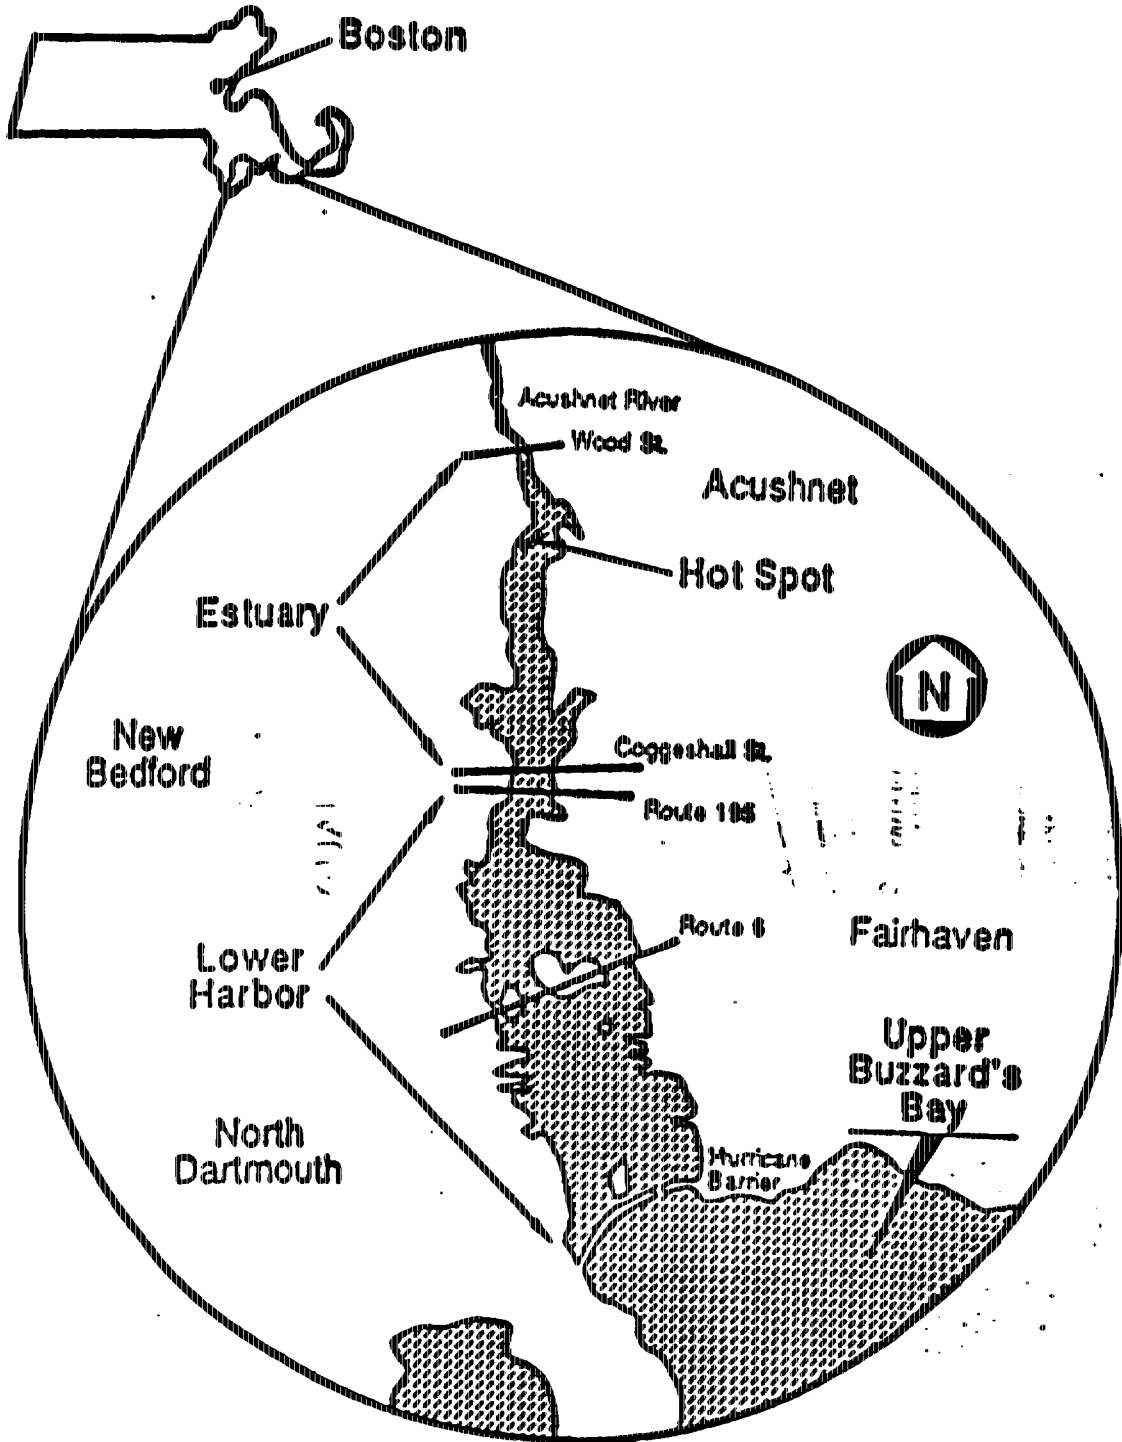 Boston
Acushnet River
Wood St.
Acushnet
Hot Spot
Estuary
N
New
Bedford
Coggeshall St.
Route 195
Route 6
Fairhaven
Lower
Harbor
Upper
Buzzard's
Bay
North
Dartmouth
Hurricane
Barrier